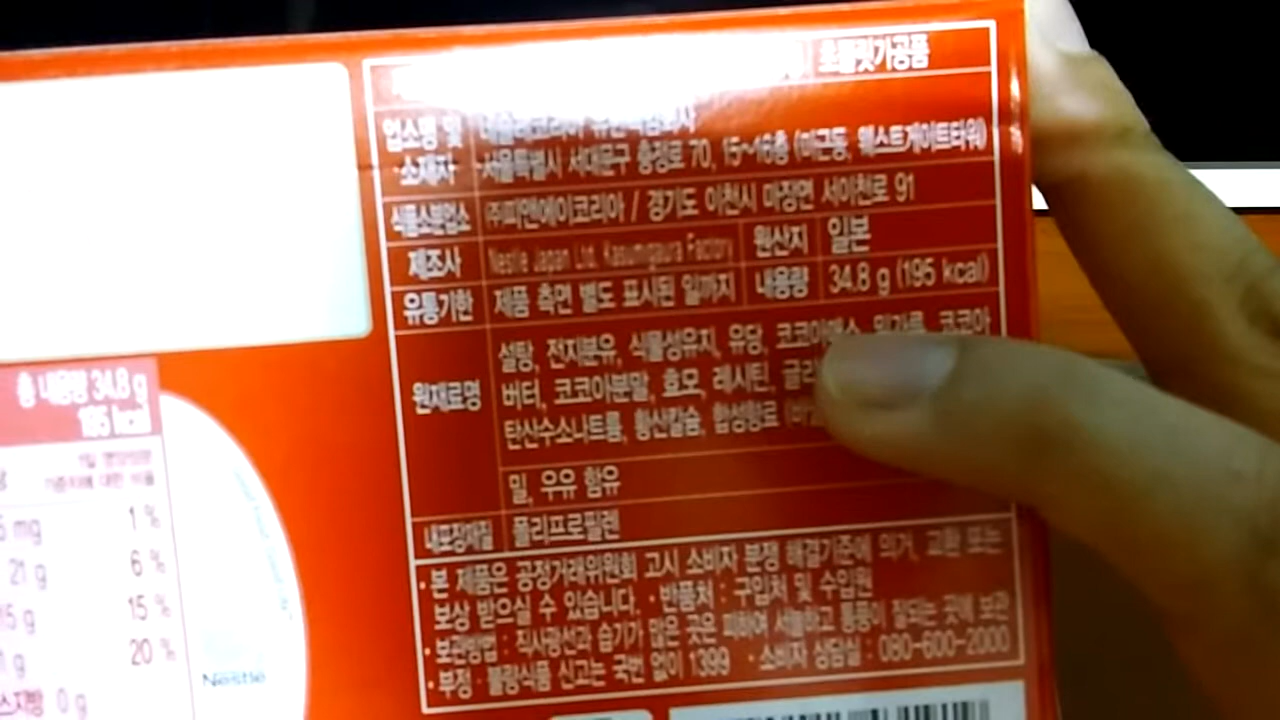 초콜릿가공품
업소명 및
소재지
서울특별시 서대문구 충정로 70, 15~16층 (미근동, 웨스트게이트타워)
식품소분업소 ㈜피앤에이코리아 / 경기도 이천시 마장면 서이천로 91
제조사 Nestle Japan Ltd. Kasumigaura Factory 원산지 일본
유통기한 제품 측면 별도 표시된 일까지 내용량 34.8 g (195 kcal)
원재료명
설탕, 전지분유, 식물성유지, 유당, 코코아매스, 밀가루, 코코아
버터, 코코아분말, 효모, 레시틴,
탄산수소나트륨, 황산칼슘, 합성향료
밀, 우유 함유
내포장재질 폴리프로필렌
· 본 제품은 공정거래위원회 고시 소비자 분쟁 해결기준에 의거, 교환 또는
보상 받으실 수 있습니다. · 반품처 : 구입처 및 수입원
· 보관방법 : 직사광선과 습기가 많은 곳은 피하여 서늘하고 통풍이 잘되는 곳에 보관
· 부정 · 불량식품 신고는 국번 없이 1399 · 소비자 상담실 : 080-600-2000
총 내용량 34.8 g
195 kcal
1 %
21 g 6 %
15 %
20 %
0 g
Nestle